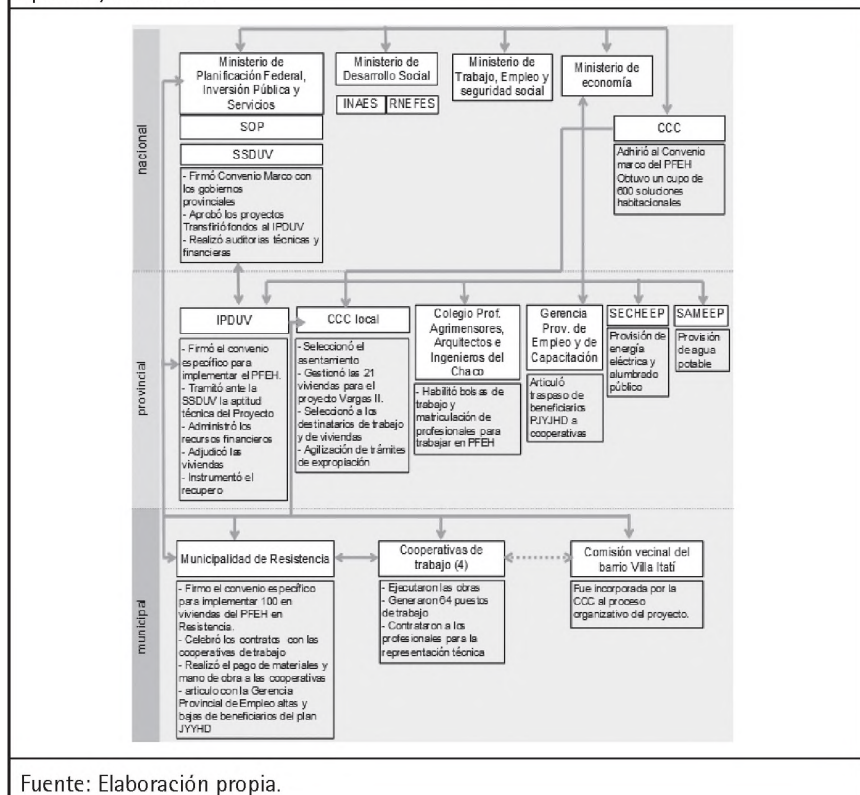 nacional
Ministerio de
Planificación Federal,
Inversión Pública y
Servicios
SOP
SSDUV
- Firmó Convenio Marco con
los gobiernos
provinciales
- Aprobó los proyectos
Transfirió fondos al IPDUV
- Realizó auditorias técnicas y
financieras
Ministerio de
Desarrollo Social
INAES
RNEFES
Ministerio de
Trabajo, Empleo y
seguridad social
Ministerio de
economía
CCC
Adhirió al Convenio
marco del PFEH
Obtuvo un cupo de
600 soluciones
habitacionales
provincial
IPDUV
- Firmó el convenio
específico para
implementar el PFEH.
- Tramitó ante la
SSDUV la aptitud
técnica del Proyecto
- Administró los
recursos financieros
- Adjudicó las
viviendas
- Instrumentó el
recupero
CCC local
- Seleccionó el
asentamiento
- Gestionó las 21
viviendas para el
proyecto Vargas II.
- Seleccionó a los
destinatarios de trabajo
y de viviendas
- Agilización de trámites
de expropiación
Colegio Prof.
Agrimensores,
Arquitectos e
Ingenieros del
Chaco
- Habilitó bolsas de
trabajo y
matriculación de
profesionales para
trabajar en PFEH
Gerencia
Prov. de
Empleo y de
Capacitación
Articuló
traspaso de
beneficiarios
PJYJHD a
cooperativas
SECHEEP
Provisión de
energía
eléctrica y
alumbrado
público
SAMEEP
Provisión
de agua
potable
municipal
Municipalidad de Resistencia
- Firmo el convenio específico
para implementar 100 en
viviendas del PFEH en
Resistencia.
- Celebró los contratos con las
cooperativas de trabajo
- Realizó el pago de materiales y
mano de obra a las cooperativas
- articulo con la Gerencia
Provincial de Empleo altas y
bajas de beneficiarios del plan
JYYHD
Cooperativas de
trabajo (4)
- Ejecutaron las obras
- Generaron 64 puestos
de trabajo
- Contrataron a los
profesionales para la
representación técnica
Comisión vecinal del
barrio Villa Itatí
Fue incorporada por la
CCC al proceso
organizativo del proyecto.
Fuente: Elaboración propia.